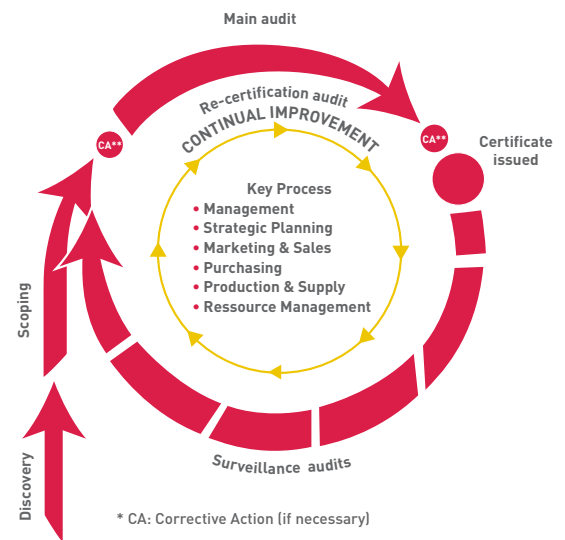 Main audit
Re-certification audit
CONTINUAL IMPROVEMENT
CA**
CA**
Certificate
issued
Key Process
• Management
• Strategic Planning
• Marketing & Sales
• Purchasing
• Production & Supply
• Ressource Management
Scoping
Discovery
Surveillance audits
* CA: Corrective Action (if necessary)